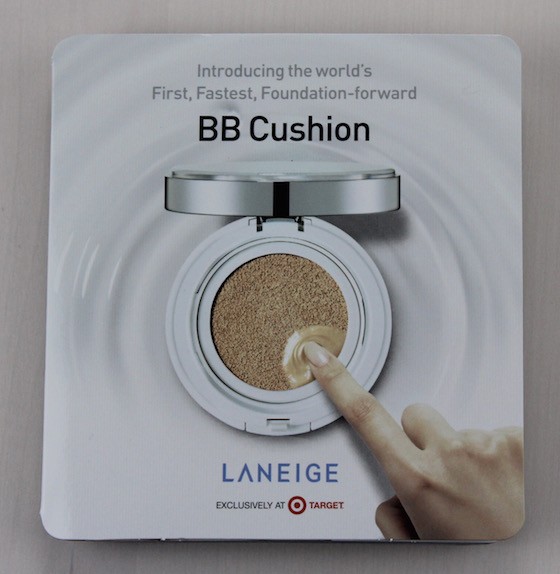 Introducing the world's
First, Fastest, Foundation-forward
BB Cushion
LANEIGE
EXCLUSIVELY AT TARGET